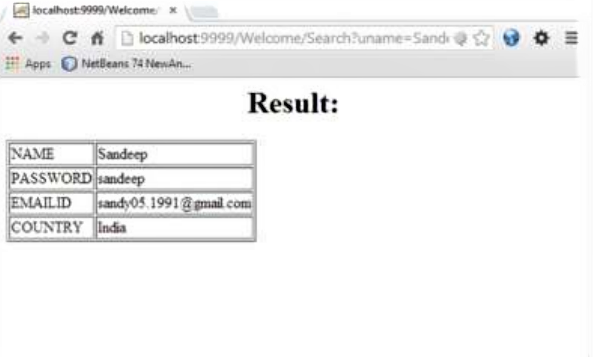 localhost:9999/Welcome/
localhost:9999/Welcome/Search?uname=Sand
Apps NetBeans 74 NewAn...
Result:
NAME Sandeep
PASSWORD sandeep
EMAILID sandy05.1991@gmail.com
COUNTRY India